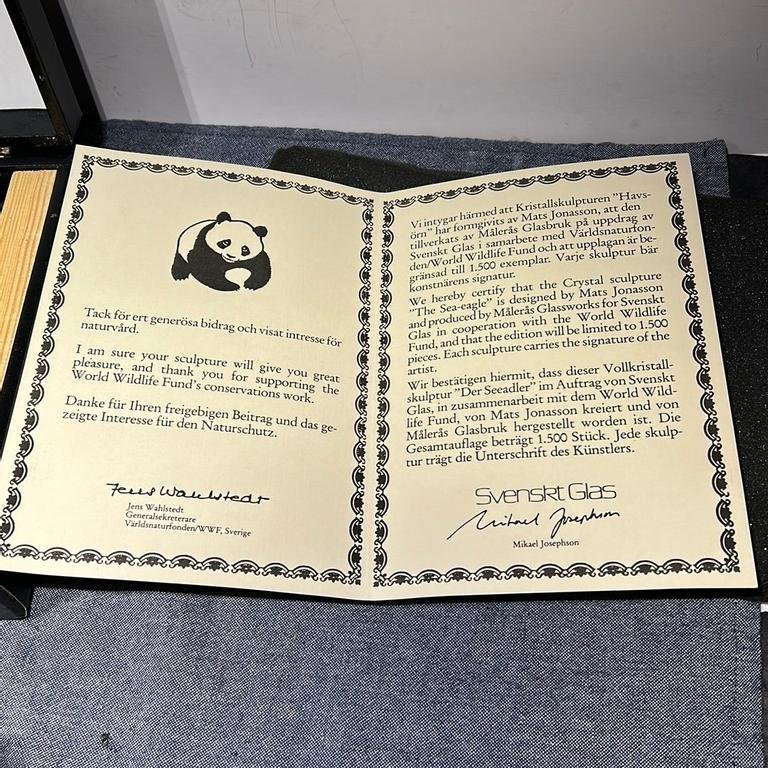 Tack för ert generösa bidrag och visat intresse för
naturvård.
I am sure your sculpture will give you great
pleasure, and thank you for supporting the
World Wildlife Fund's conservations work.
Danke für Ihren freigebigen Beitrag und das ge-
zeigte Interesse für den Naturschutz.
Jens Wahlstedt
Jens Wahlstedt
Generalsekreterare
Världsnaturfonden/WWF, Sverige
Vi intygar härmed att Kristallskulpturen "Havs-
örn" har formgivits av Mats Jonasson, att den
tillverkats av Målerås Glasbruk på uppdrag av
Svenskt Glas i samarbete med Världsnaturfon-
den/World Wildlife Fund och att upplagan är be-
gränsad till 1.500 exemplar. Varje skulptur bär
konstnärens signatur.
We hereby certify that the Crystal sculpture
"The Sea-eagle" is designed by Mats Jonasson
and produced by Målerås Glassworks for Svenskt
Glas in cooperation with the World Wildlife
Fund, and that the edition will be limited to 1.500
pieces. Each sculpture carries the signature of the
artist.
Wir bestätigen hiermit, dass dieser Vollkristall-
skulptur "Der Seeadler" im Auftrag von Svenskt
Glas, in zusammenarbeit mit dem World Wild-
life Fund, von Mats Jonasson kreiert und von
Målerås Glasbruk hergestellt worden ist. Die
Gesamtauflage beträgt 1.500 Stück. Jede skulp-
tur trägt die Unterschrift des Künstlers.
Svenskt Glas
Mikael Josephson
Mikael Josephson